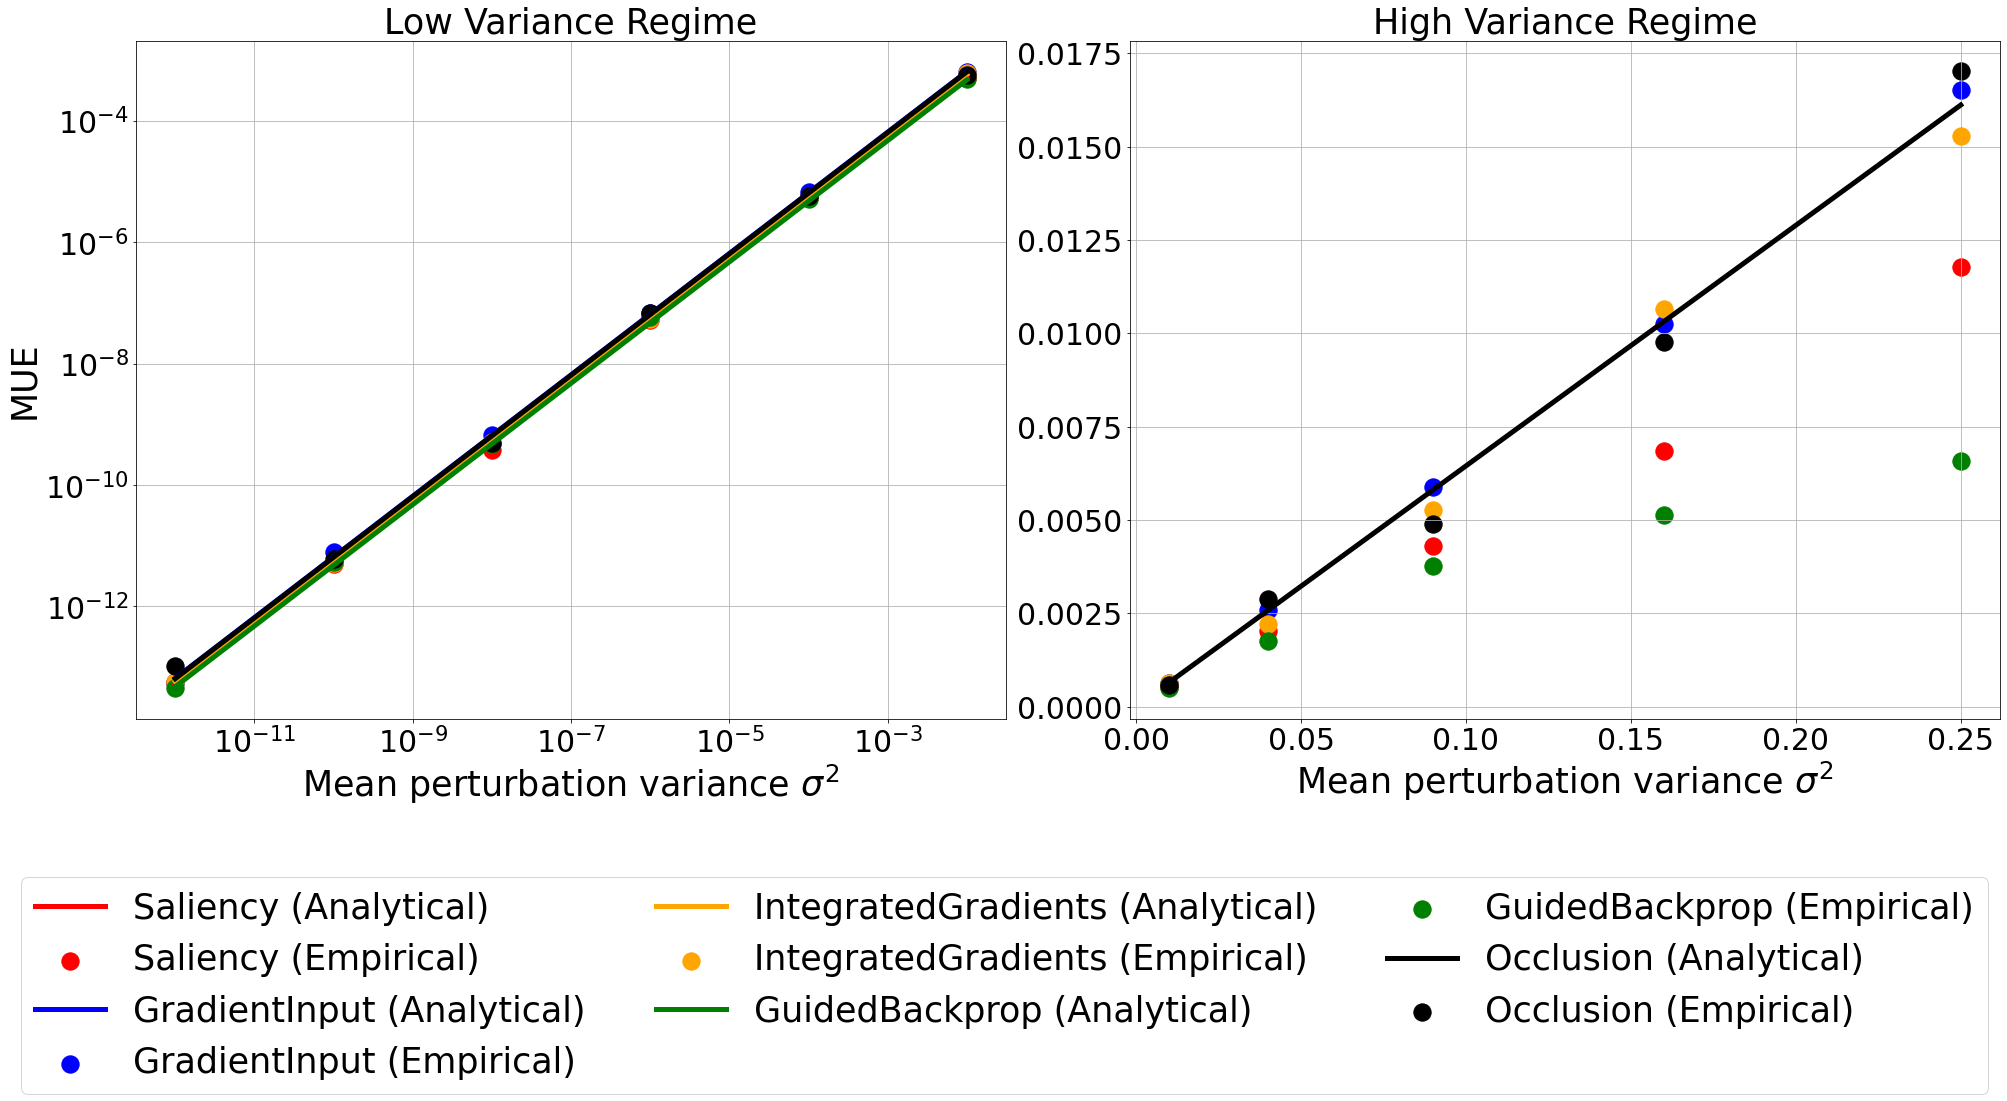 Low Variance Regime
High Variance Regime
MUE
10⁻⁴
10⁻⁶
10⁻⁸
10⁻¹⁰
10⁻¹²
10⁻¹¹
10⁻⁹
10⁻⁷
10⁻⁵
10⁻³
Mean perturbation variance σ²
0.0175
0.0150
0.0125
0.0100
0.0075
0.0050
0.0025
0.0000
0.00
0.05
0.10
0.15
0.20
0.25
Mean perturbation variance σ²
Saliency (Analytical)
Saliency (Empirical)
GradientInput (Analytical)
GradientInput (Empirical)
IntegratedGradients (Analytical)
IntegratedGradients (Empirical)
GuidedBackprop (Analytical)
GuidedBackprop (Empirical)
Occlusion (Analytical)
Occlusion (Empirical)